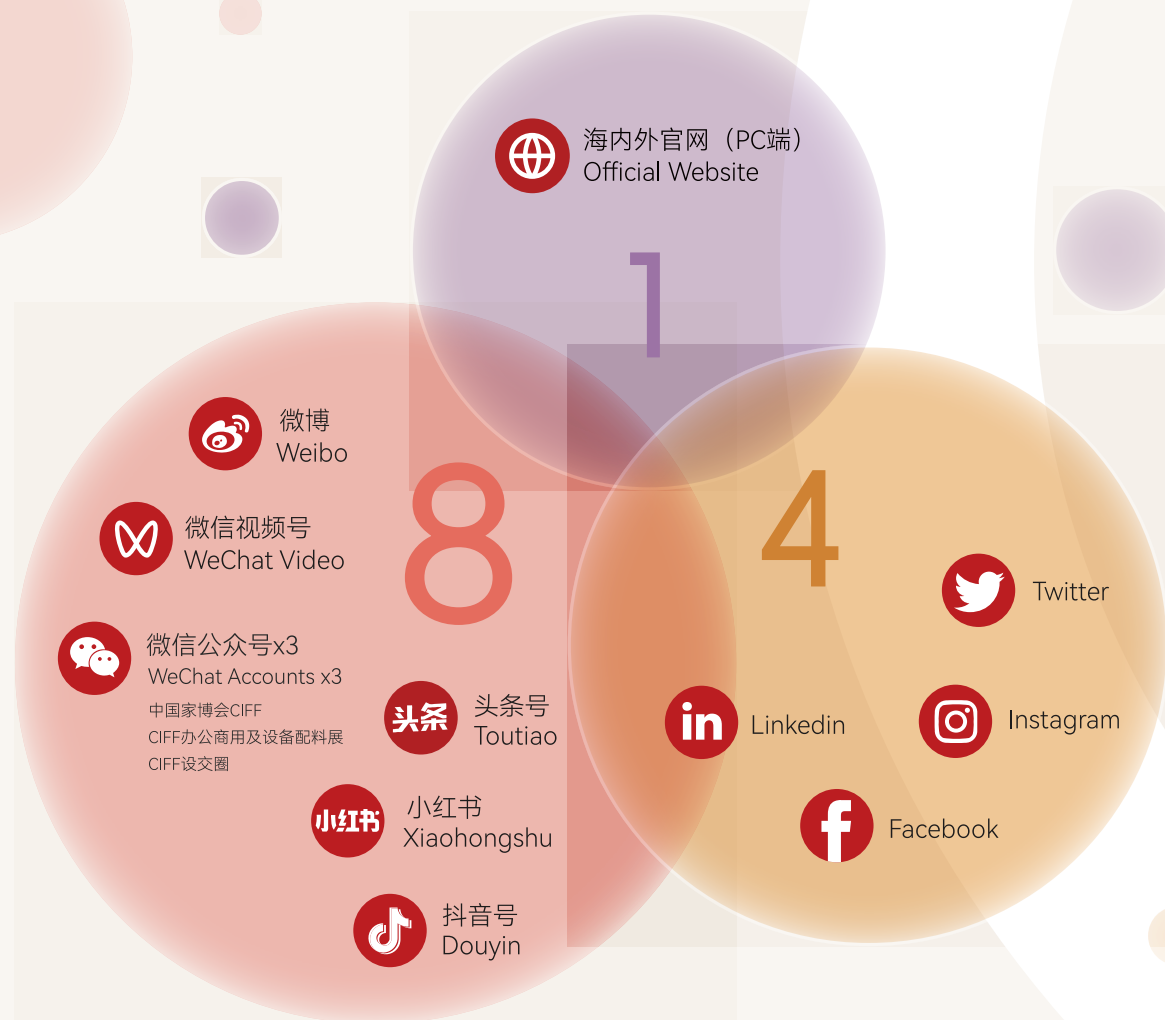 海内外官网（PC端）
Official Website
1
微博
Weibo
8
微信视频号
WeChat Video
微信公众号x3
WeChat Accounts x3
中国家博会CIFF
CIFF办公商用及设备配料展
CIFF设交圈
头条
头条号
Toutiao
小红书
小红书
Xiaohongshu
抖音号
Douyin
4
Twitter
in
Linkedin
Instagram
f
Facebook